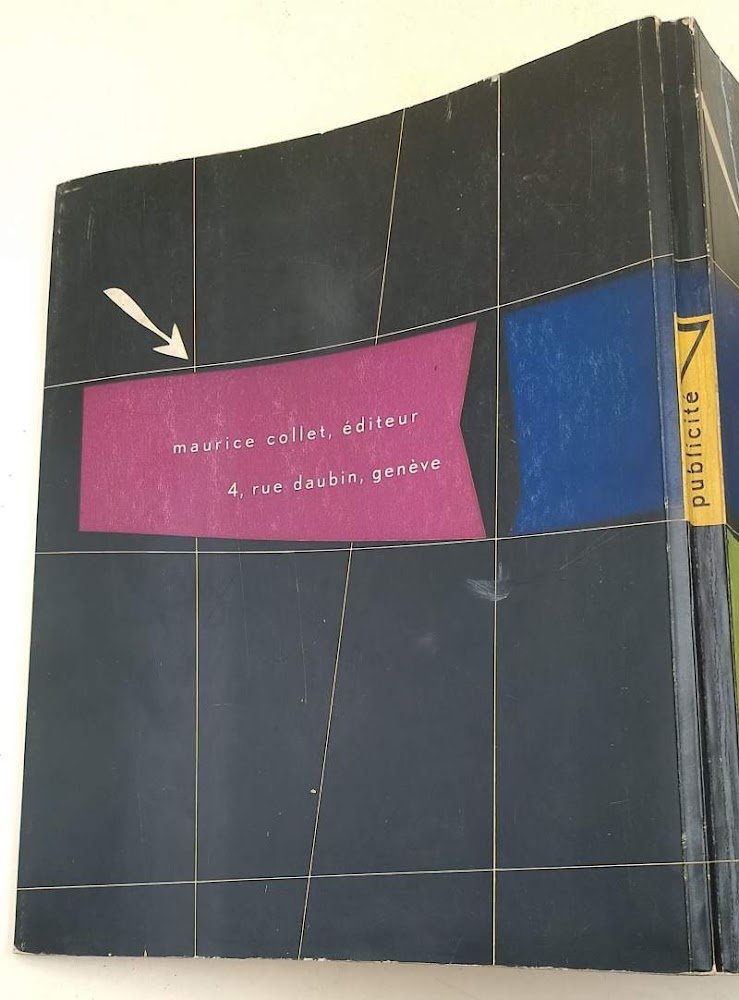 maurice collet, éditeur
4, rue daubin, genève
publicité 7